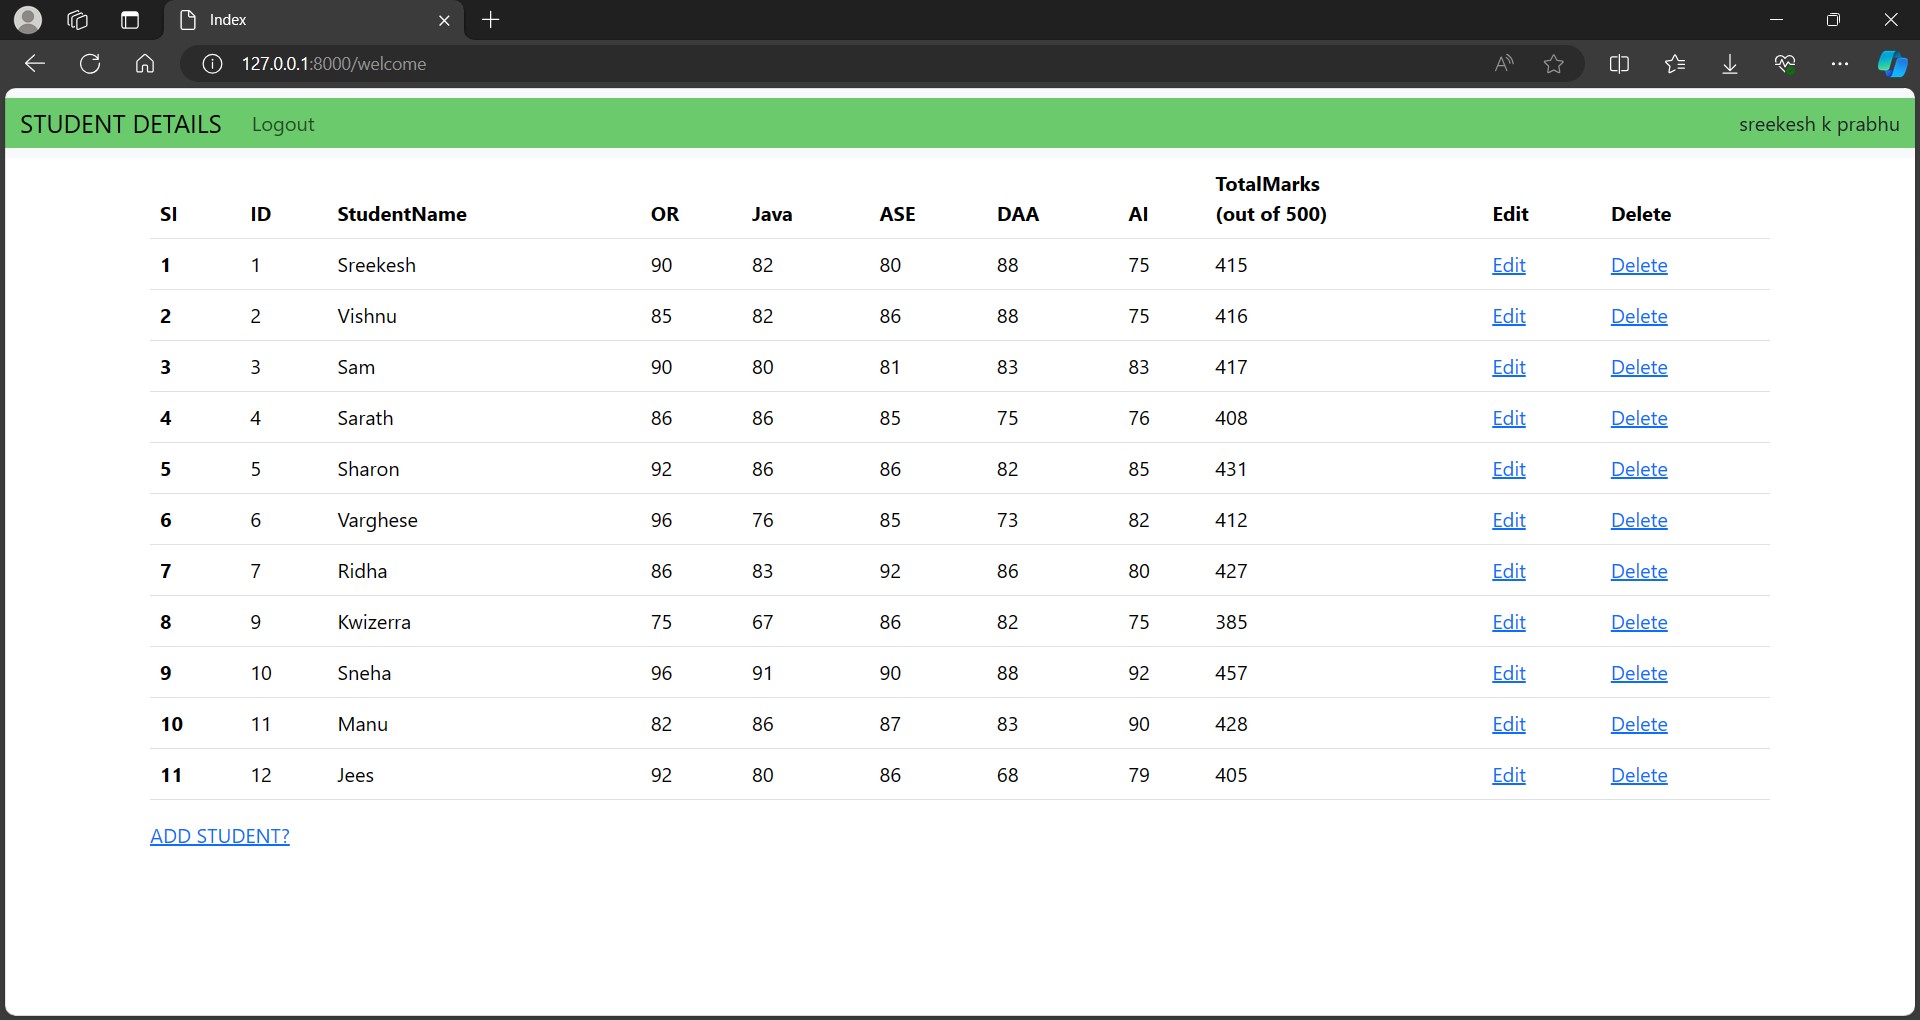 Index
127.0.0.1:8000/welcome
STUDENT DETAILS Logout sreekesh k prabhu
Sl ID StudentName OR Java ASE DAA AI TotalMarks (out of 500) Edit Delete
1 1 Sreekesh 90 82 80 88 75 415 Edit Delete
2 2 Vishnu 85 82 86 88 75 416 Edit Delete
3 3 Sam 90 80 81 83 83 417 Edit Delete
4 4 Sarath 86 86 85 75 76 408 Edit Delete
5 5 Sharon 92 86 86 82 85 431 Edit Delete
6 6 Varghese 96 76 85 73 82 412 Edit Delete
7 7 Ridha 86 83 92 86 80 427 Edit Delete
8 9 Kwizerra 75 67 86 82 75 385 Edit Delete
9 10 Sneha 96 91 90 88 92 457 Edit Delete
10 11 Manu 82 86 87 83 90 428 Edit Delete
11 12 Jees 92 80 86 68 79 405 Edit Delete
ADD STUDENT?